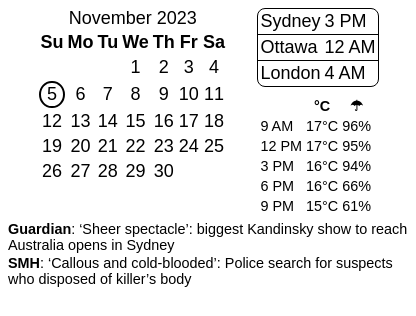 November 2023
Su Mo Tu We Th Fr Sa
1 2 3 4
5 6 7 8 9 10 11
12 13 14 15 16 17 18
19 20 21 22 23 24 25
26 27 28 29 30
Sydney 3 PM
Ottawa 12 AM
London 4 AM
°C ☂
9 AM 17°C 96%
12 PM 17°C 95%
3 PM 16°C 94%
6 PM 16°C 66%
9 PM 15°C 61%
Guardian: ‘Sheer spectacle’: biggest Kandinsky show to reach
Australia opens in Sydney
SMH: ‘Callous and cold-blooded’: Police search for suspects
who disposed of killer’s body